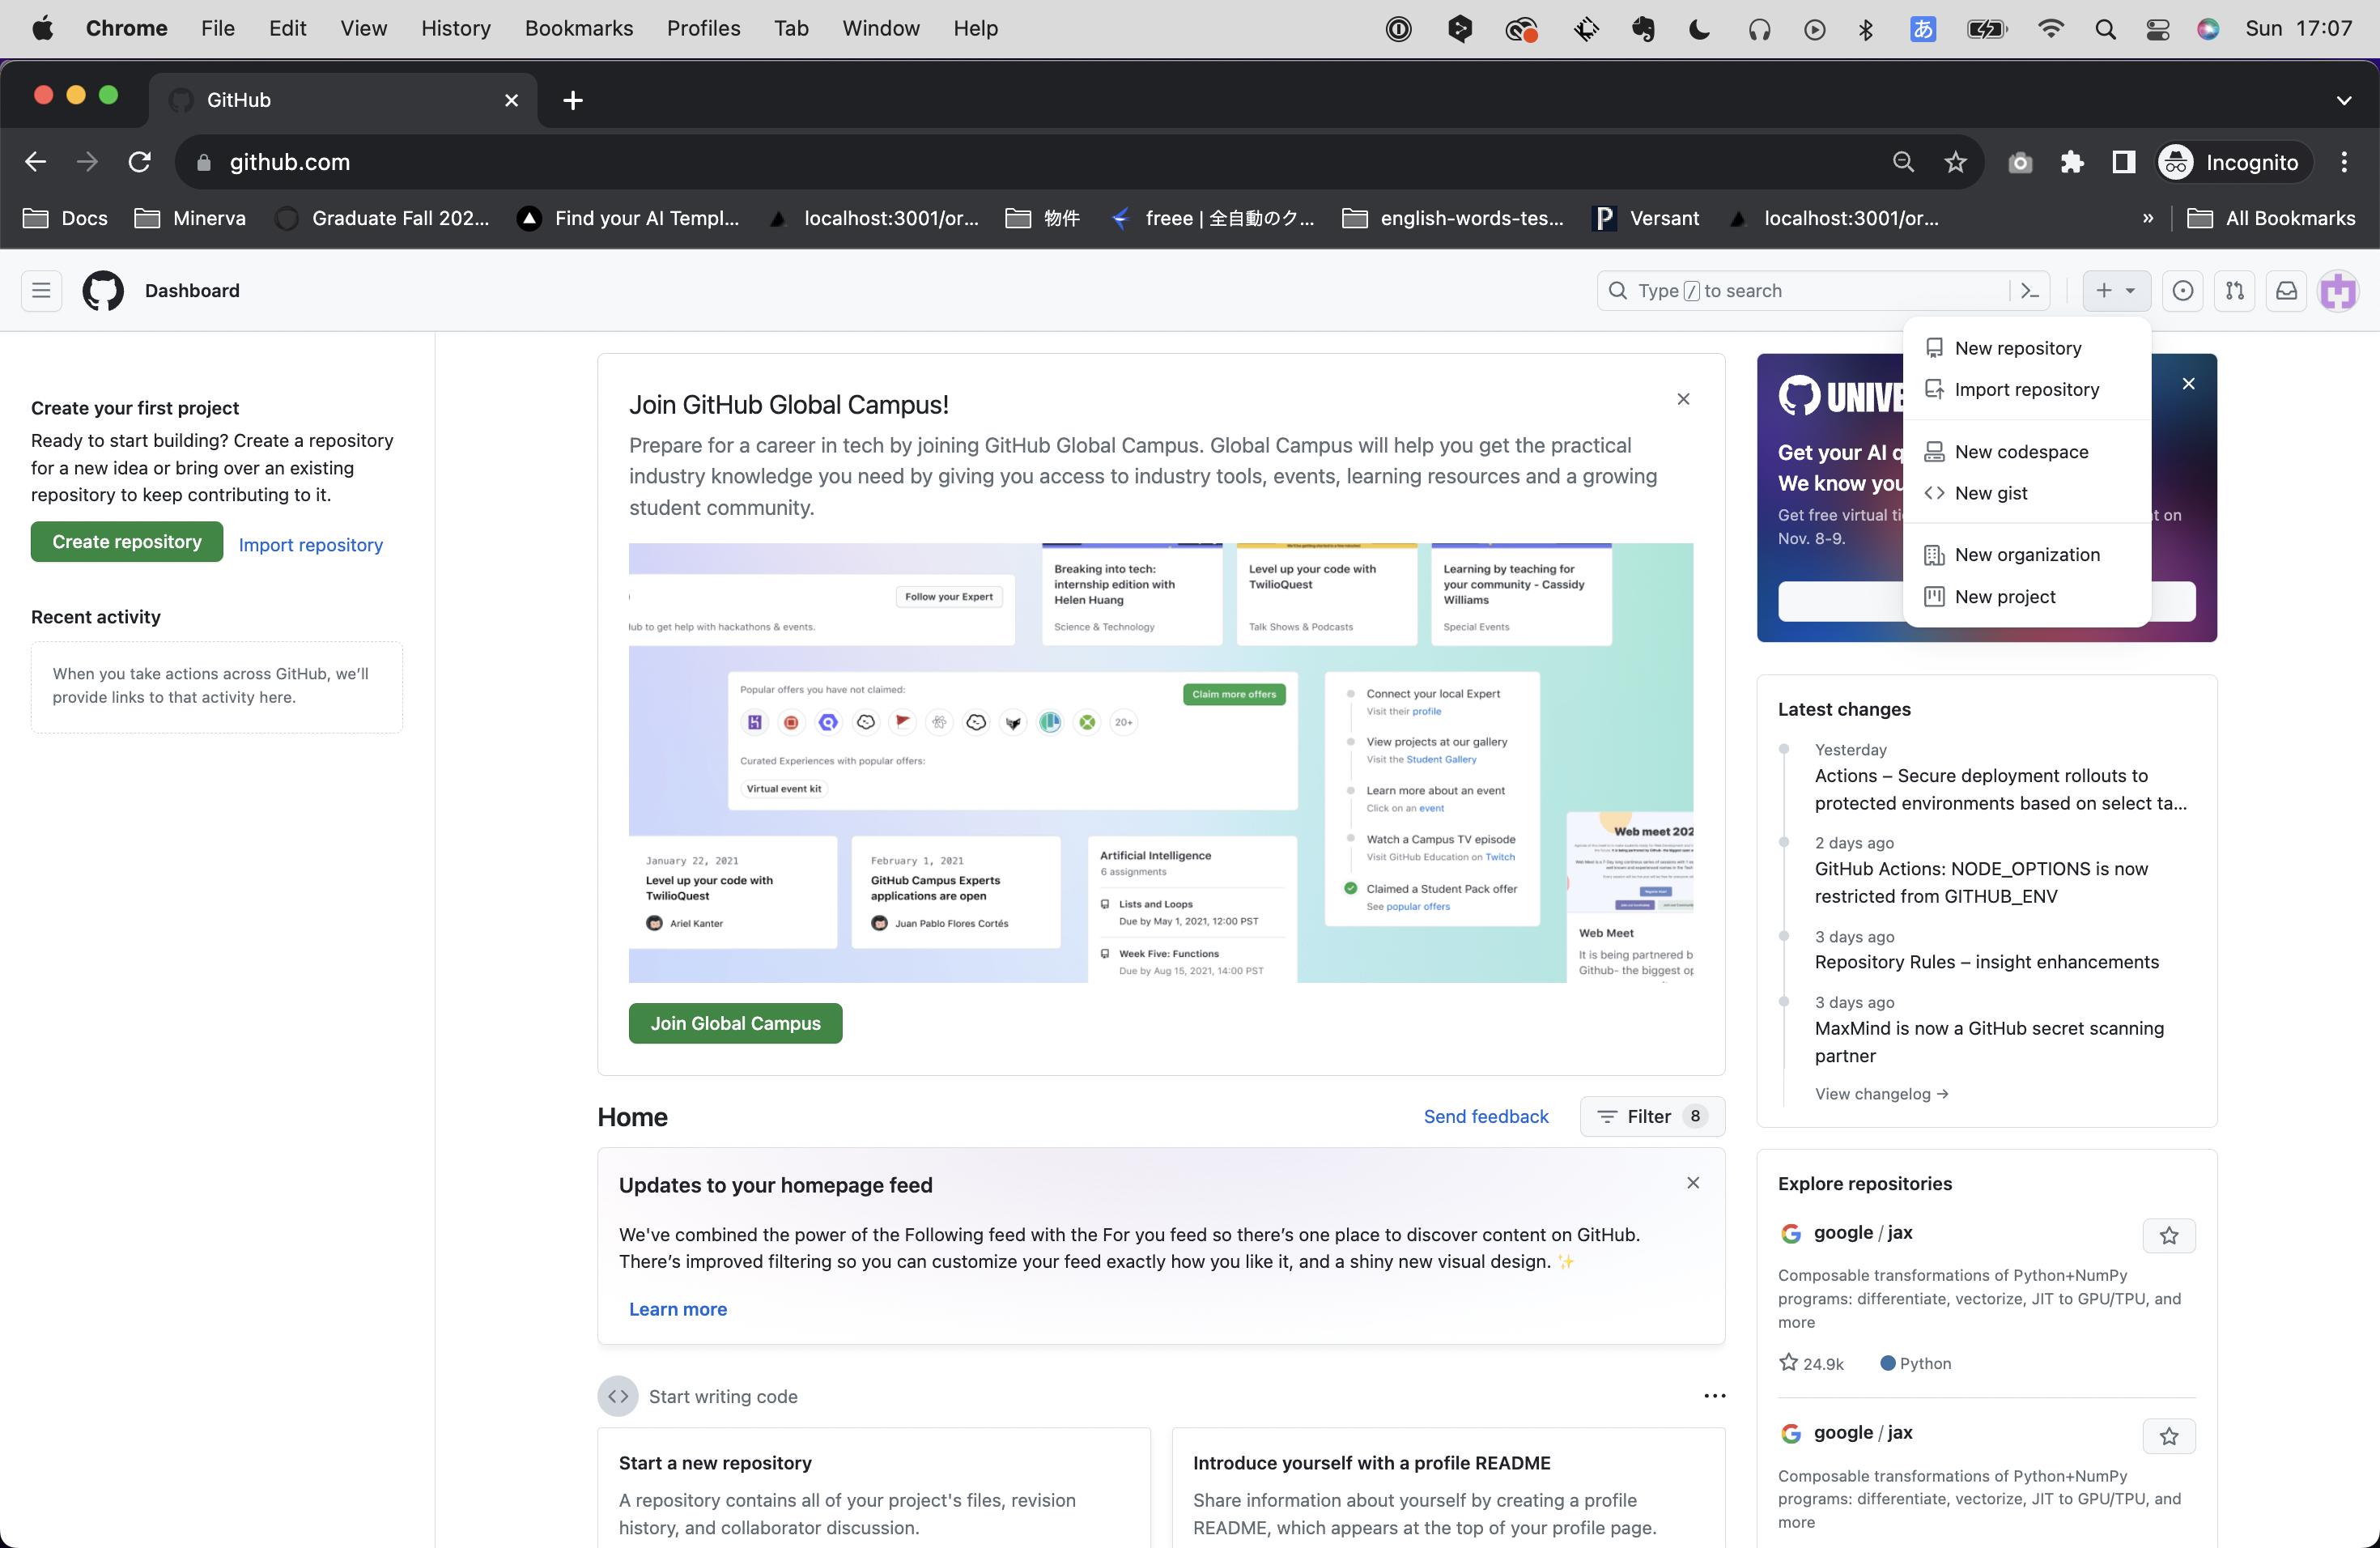 Chrome File Edit View History Bookmarks Profiles Tab Window Help あ Sun 17:07
GitHub
github.com Incognito
Docs Minerva Graduate Fall 202... Find your AI Templ... localhost:3001/or... 物件 freee | 全自動のク... english-words-tes... Versant localhost:3001/or... » All Bookmarks
Dashboard Type / to search
New repository
Import repository
New codespace
New gist
New organization
New project
Create your first project
Ready to start building? Create a repository
for a new idea or bring over an existing
repository to keep contributing to it.
Create repository Import repository
Recent activity
When you take actions across GitHub, we’ll
provide links to that activity here.
Join GitHub Global Campus!
Prepare for a career in tech by joining GitHub Global Campus. Global Campus will help you get the practical
industry knowledge you need by giving you access to industry tools, events, learning resources and a growing
student community.
Follow your Expert
to get help with hackathons & events.
Breaking into tech:
internship edition with
Helen Huang
Science & Technology
Level up your code with
TwilioQuest
Talk Shows & Podcasts
Learning by teaching for
your community - Cassidy
Williams
Special Events
Popular offers you have not claimed:
Claim more offers
20+
Curated Experiences with popular offers:
Virtual event kit
Connect your local Expert
Visit their profile
View projects at our gallery
Visit the Student Gallery
Learn more about an event
Click on an event
Watch a Campus TV episode
Visit GitHub Education on Twitch
Claimed a Student Pack offer
See popular offers
January 22, 2021
Level up your code with
TwilioQuest
Ariel Kanter
February 1, 2021
GitHub Campus Experts
applications are open
Juan Pablo Flores Cortés
Artificial Intelligence
6 assignments
Lists and Loops
Due by May 1, 2021, 12:00 PST
Week Five: Functions
Due by Aug 15, 2021, 14:00 PST
Web meet 202
Web Meet
It is being partnered b
Github- the biggest op
Join Global Campus
Home Send feedback Filter 8
Updates to your homepage feed
We've combined the power of the Following feed with the For you feed so there’s one place to discover content on GitHub.
There’s improved filtering so you can customize your feed exactly how you like it, and a shiny new visual design. ✨
Learn more
Start writing code
Start a new repository
A repository contains all of your project's files, revision
history, and collaborator discussion.
Introduce yourself with a profile README
Share information about yourself by creating a profile
README, which appears at the top of your profile page.
UNIVE
Get your AI q
We know you
Get free virtual ti t on
Nov. 8-9.
Latest changes
Yesterday
Actions – Secure deployment rollouts to
protected environments based on select ta...
2 days ago
GitHub Actions: NODE_OPTIONS is now
restricted from GITHUB_ENV
3 days ago
Repository Rules – insight enhancements
3 days ago
MaxMind is now a GitHub secret scanning
partner
View changelog →
Explore repositories
google / jax
Composable transformations of Python+NumPy
programs: differentiate, vectorize, JIT to GPU/TPU, and
more
24.9k Python
google / jax
Composable transformations of Python+NumPy
programs: differentiate, vectorize, JIT to GPU/TPU, and
more